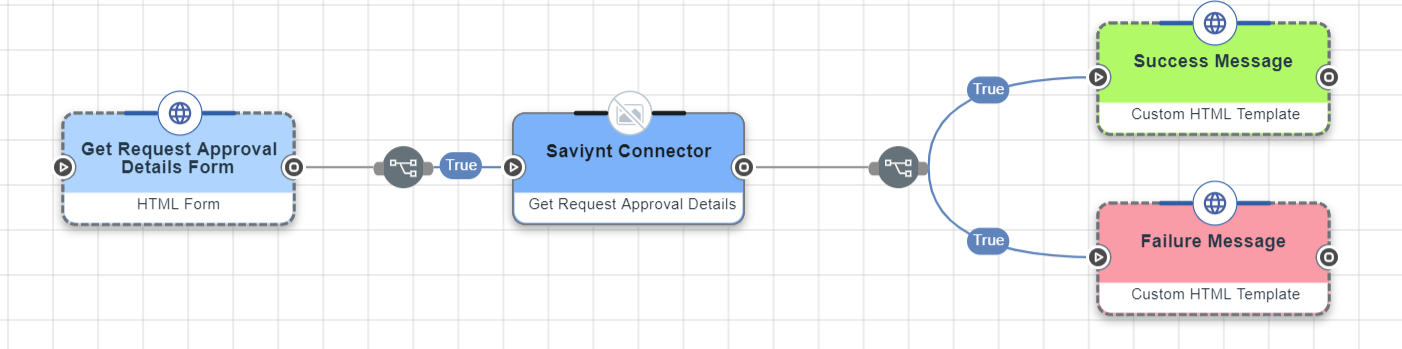 Get Request Approval
Details Form
HTML Form
True
Saviynt Connector
Get Request Approval Details
True
Success Message
Custom HTML Template
True
Failure Message
Custom HTML Template